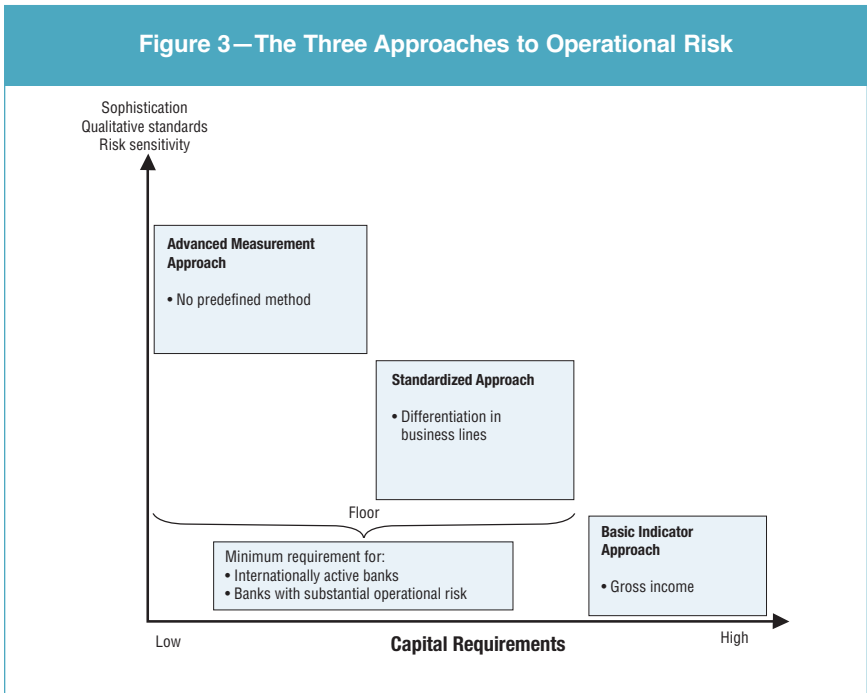 Figure 3—The Three Approaches to Operational Risk
Sophistication
Qualitative standards
Risk sensitivity
Advanced Measurement
Approach
• No predefined method
Standardized Approach
• Differentiation in
business lines
Floor
Minimum requirement for:
• Internationally active banks
• Banks with substantial operational risk
Basic Indicator
Approach
• Gross income
Low
Capital Requirements
High